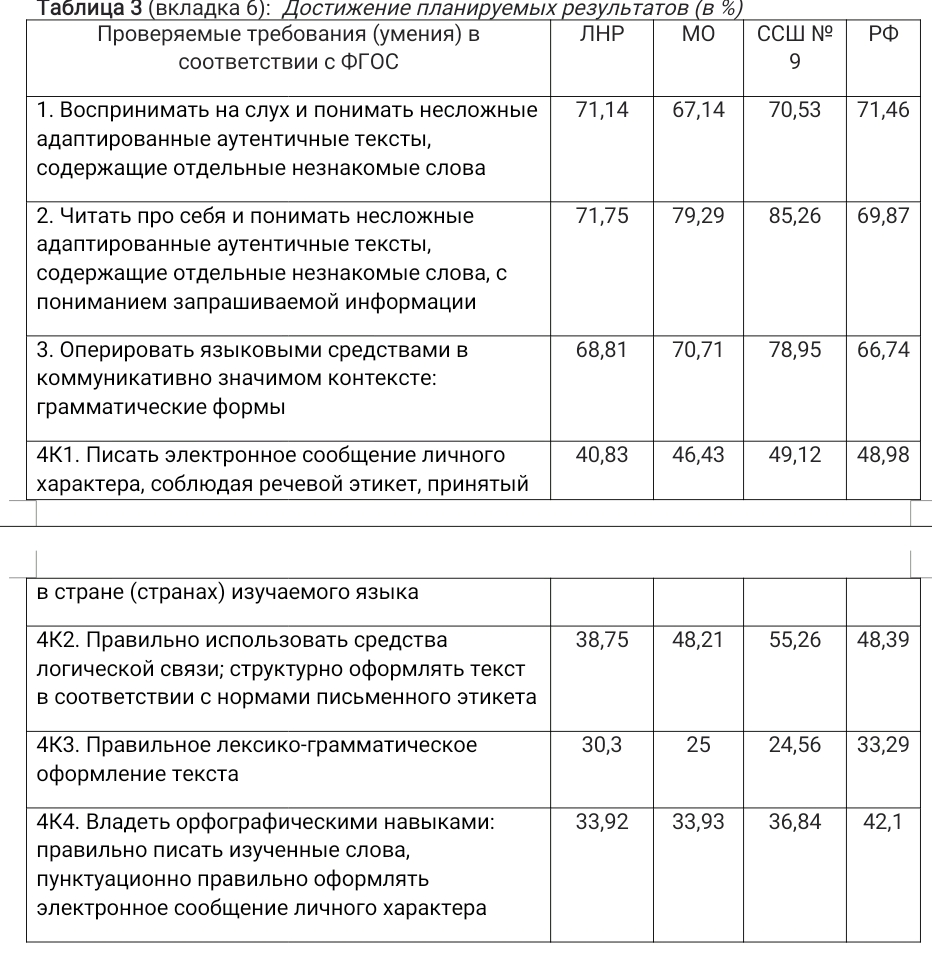 Таблица 3 (вкладка 6): Достижение планируемых результатов (в %)
Проверяемые требования (умения) в ЛНР МО ССШ № РФ
соответствии с ФГОС 9
1. Воспринимать на слух и понимать несложные 71,14 67,14 70,53 71,46
адаптированные аутентичные тексты,
содержащие отдельные незнакомые слова
2. Читать про себя и понимать несложные 71,75 79,29 85,26 69,87
адаптированные аутентичные тексты,
содержащие отдельные незнакомые слова, с
пониманием запрашиваемой информации
3. Оперировать языковыми средствами в 68,81 70,71 78,95 66,74
коммуникативно значимом контексте:
грамматические формы
4К1. Писать электронное сообщение личного 40,83 46,43 49,12 48,98
характера, соблюдая речевой этикет, принятый
в стране (странах) изучаемого языка
4К2. Правильно использовать средства 38,75 48,21 55,26 48,39
логической связи; структурно оформлять текст
в соответствии с нормами письменного этикета
4К3. Правильное лексико-грамматическое 30,3 25 24,56 33,29
оформление текста
4К4. Владеть орфографическими навыками: 33,92 33,93 36,84 42,1
правильно писать изученные слова,
пунктуационно правильно оформлять
электронное сообщение личного характера